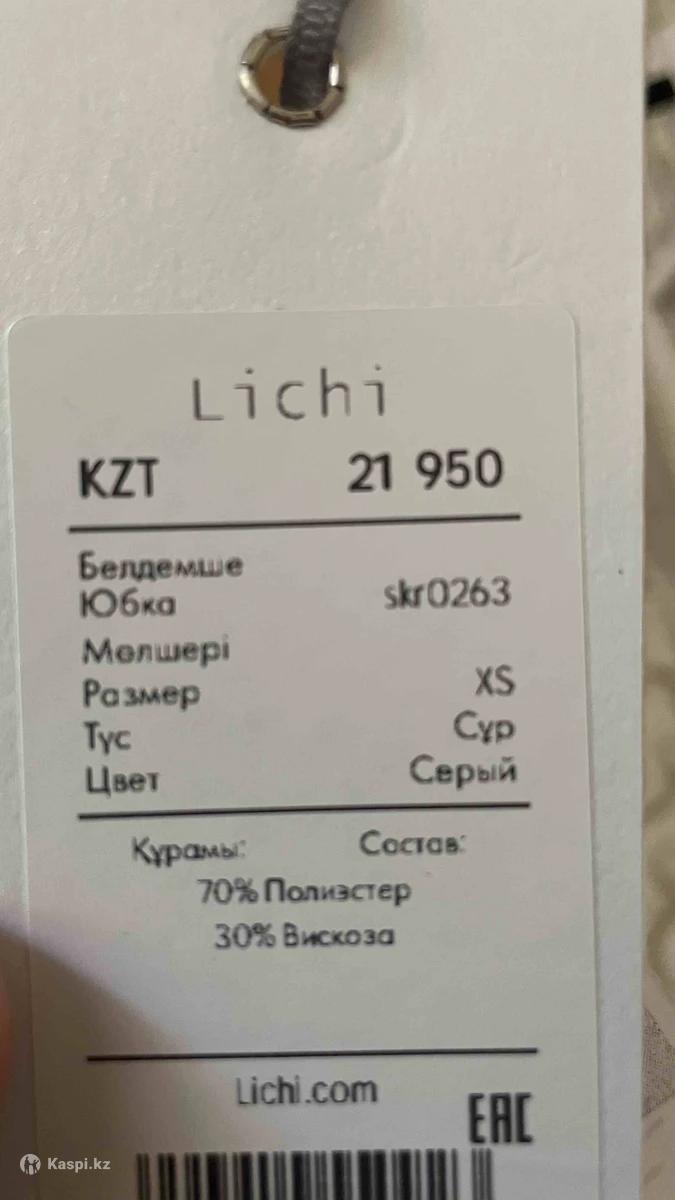 Lichi
KZT 21 950
Белдемше
Юбка skr0263
Мөлшері
Размер XS
Түс Сұр
Цвет Серый
Құрамы: Состав:
70% Полиэстер
30% Вискоза
Lichi.com
EAC
Kaspi.kz